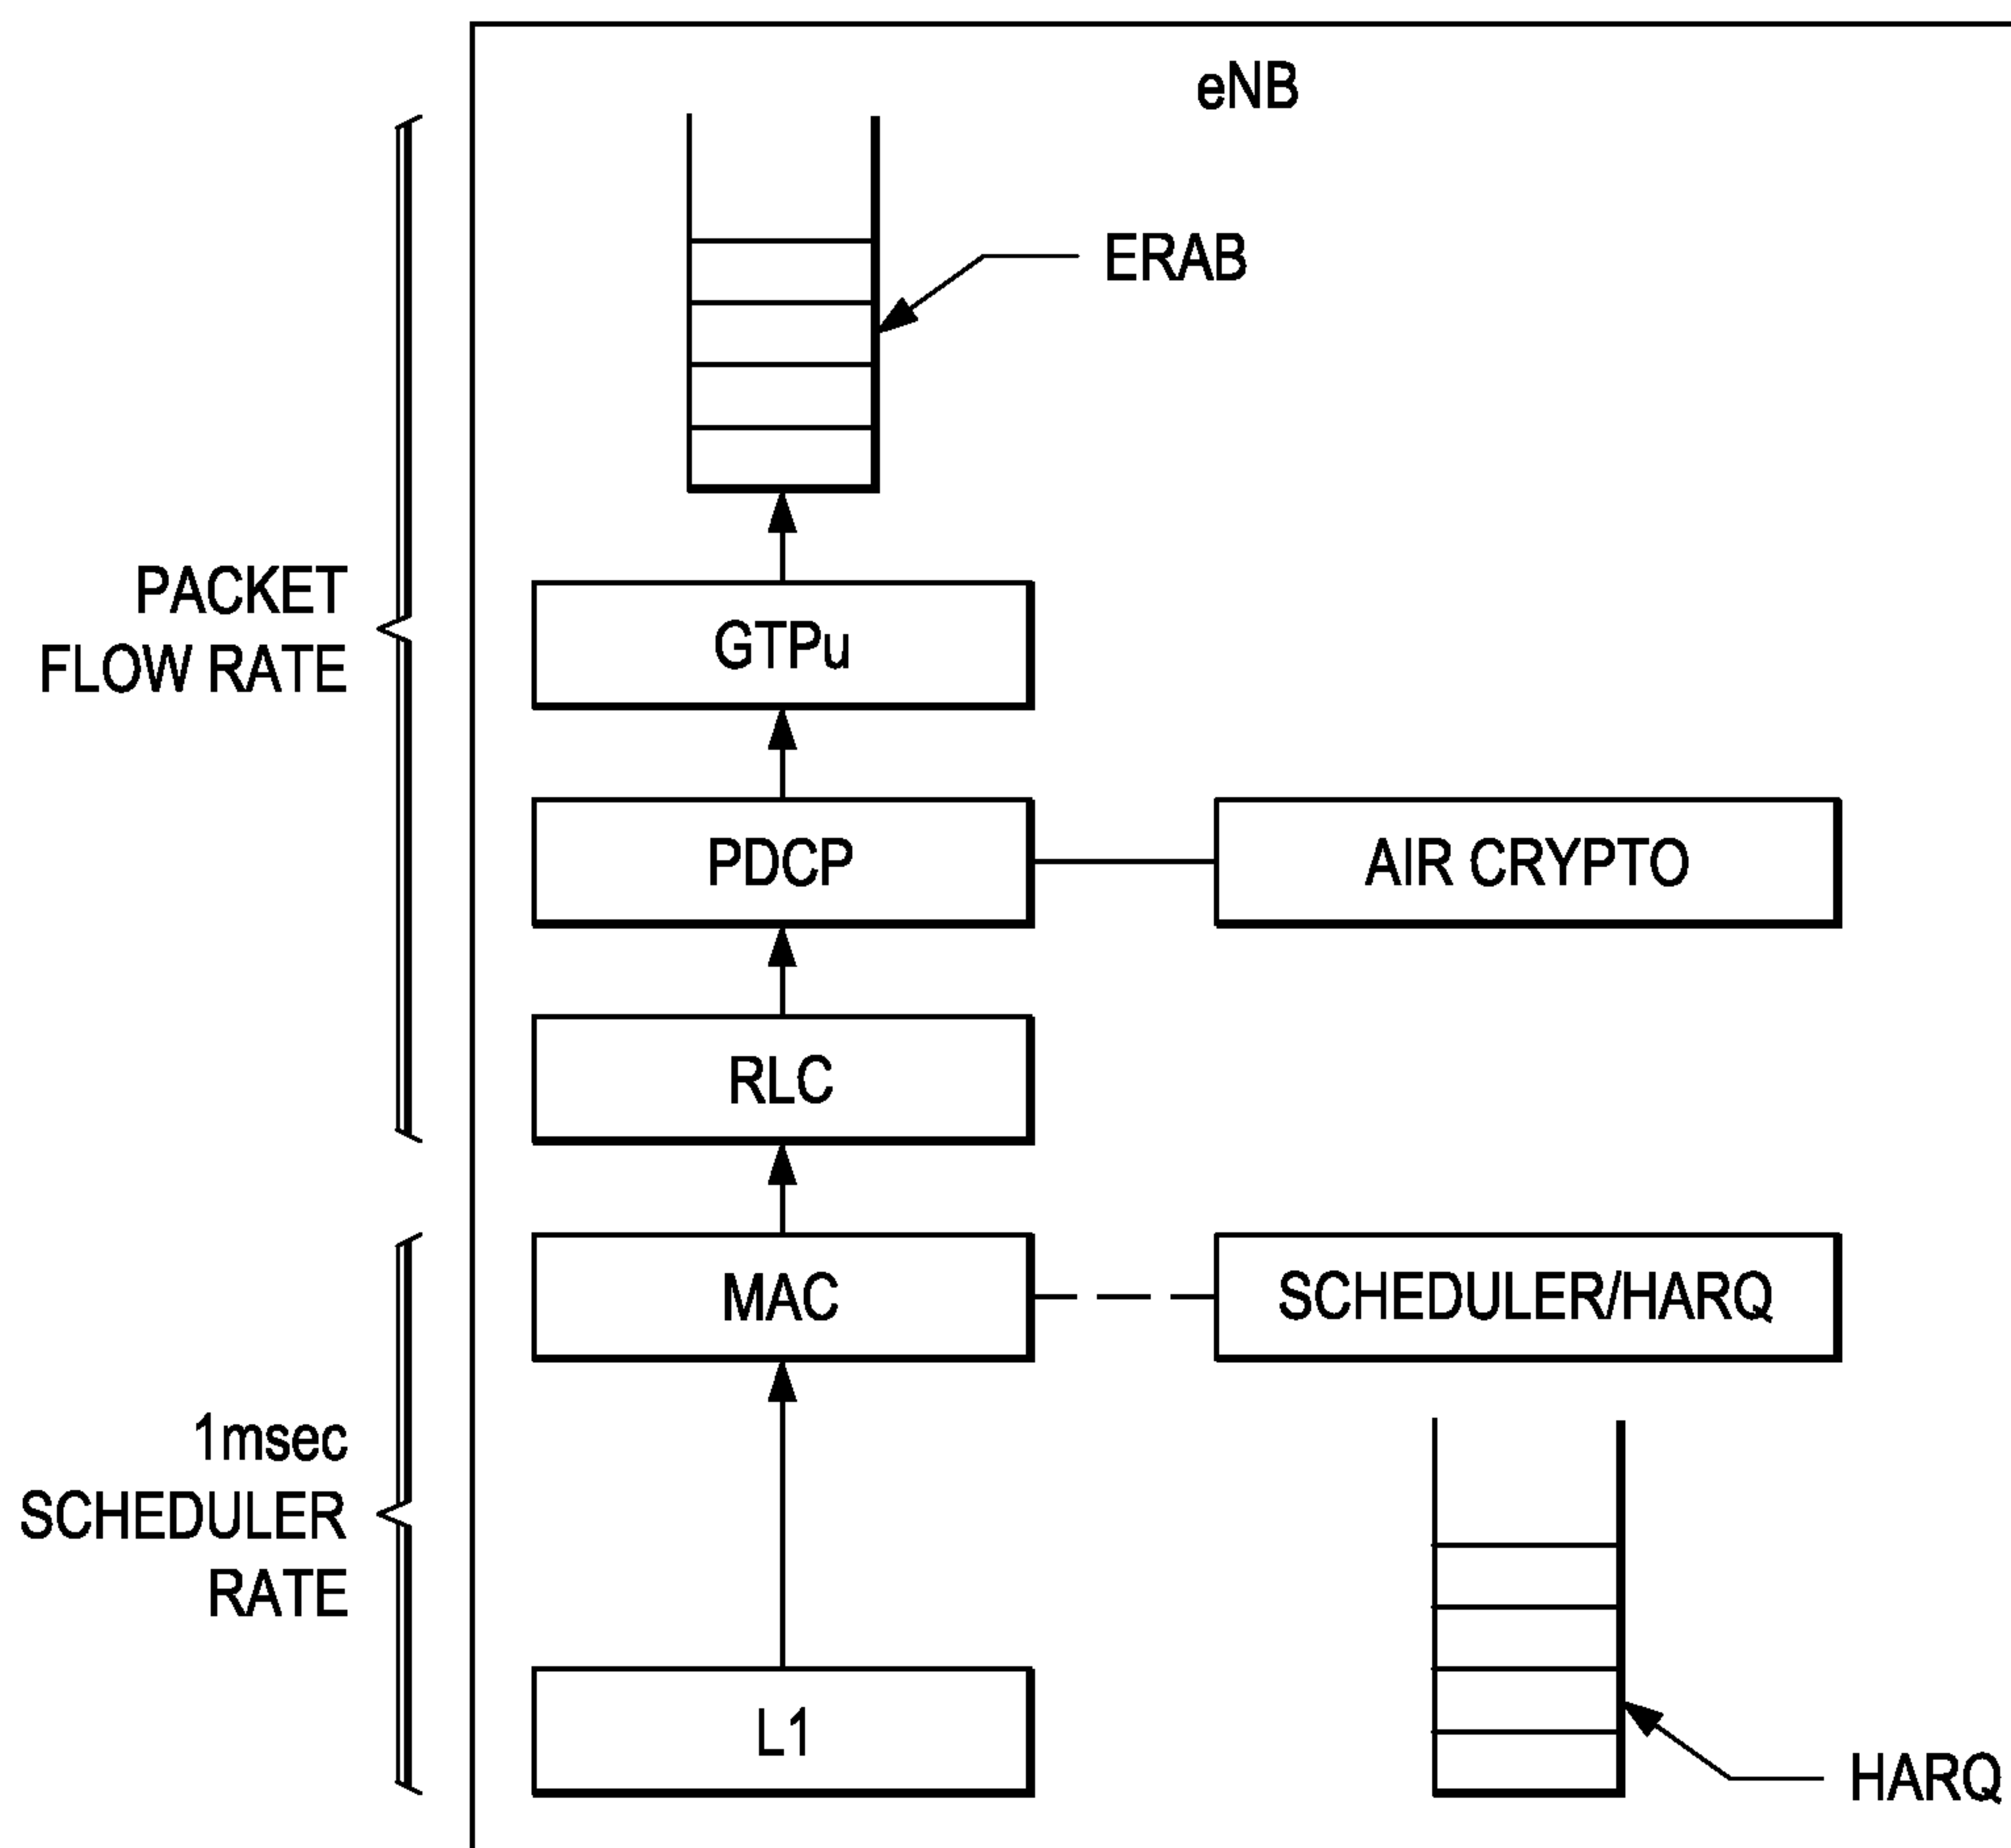 eNB
ERAB
PACKET
FLOW RATE
GTPu
PDCP
AIR CRYPTO
RLC
MAC
SCHEDULER/HARQ
1msec
SCHEDULER
RATE
L1
HARQ